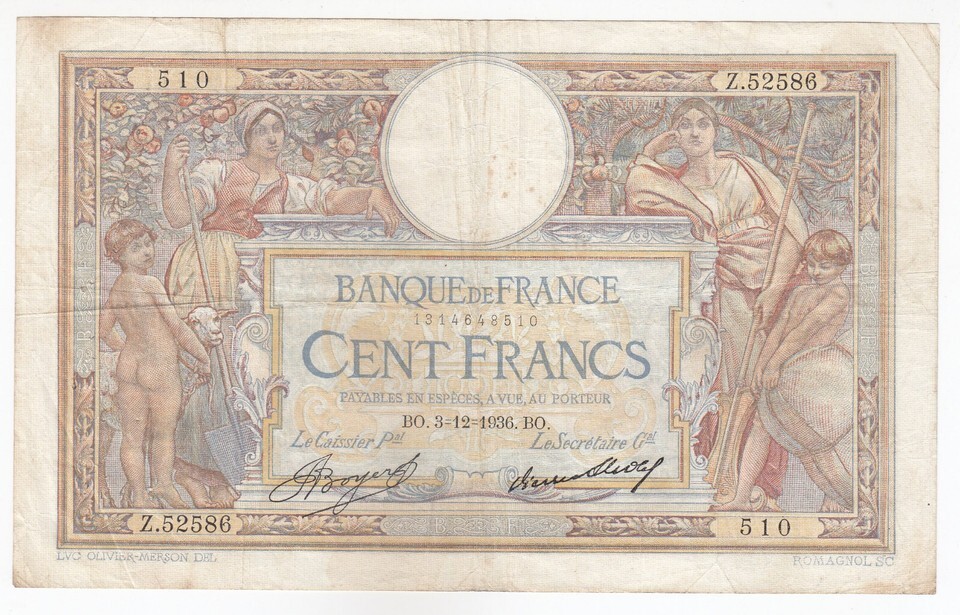 510 Z.52586
BANQUE DE FRANCE
1314648510
CENT FRANCS
PAYABLES EN ESPÈCES, A VUE, AU PORTEUR
BO. 3-12-1936. BO.
Le Caissier Pal Le Secrétaire Gal
Boyer
Z.52586 510
LVC OLIVIER-MERSON DEL ROMAGNOL SC